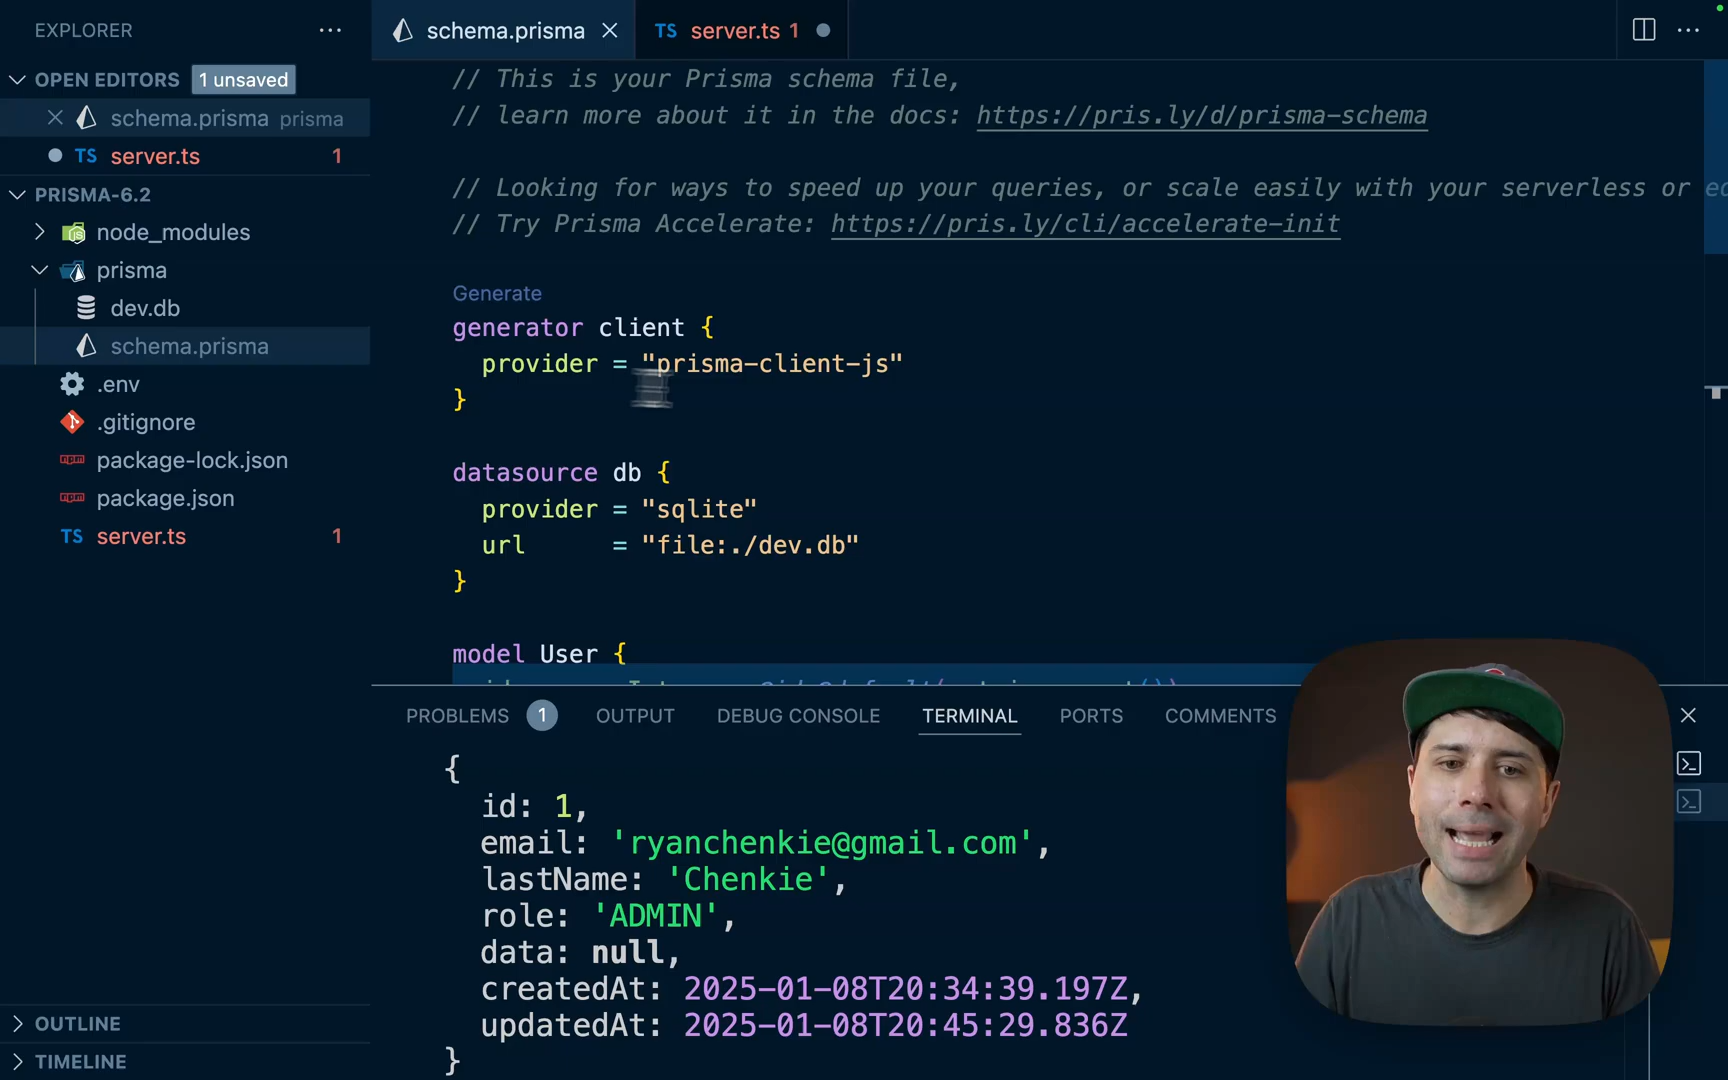 EXPLORER
OPEN EDITORS 1 unsaved
schema.prisma prisma
TS server.ts 1
PRISMA-6.2
node_modules
prisma
dev.db
schema.prisma
.env
.gitignore
package-lock.json
package.json
TS server.ts 1
OUTLINE
TIMELINE
schema.prisma
TS server.ts 1
// This is your Prisma schema file,
// learn more about it in the docs: https://pris.ly/d/prisma-schema
// Looking for ways to speed up your queries, or scale easily with your serverless or
// Try Prisma Accelerate: https://pris.ly/cli/accelerate-init
Generate
generator client {
provider = "prisma-client-js"
}
datasource db {
provider = "sqlite"
url = "file:./dev.db"
}
model User {
PROBLEMS 1 OUTPUT DEBUG CONSOLE TERMINAL PORTS COMMENTS
{
id: 1,
email: 'ryanchenkie@gmail.com',
lastName: 'Chenkie',
role: 'ADMIN',
data: null,
createdAt: 2025-01-08T20:34:39.197Z,
updatedAt: 2025-01-08T20:45:29.836Z
}